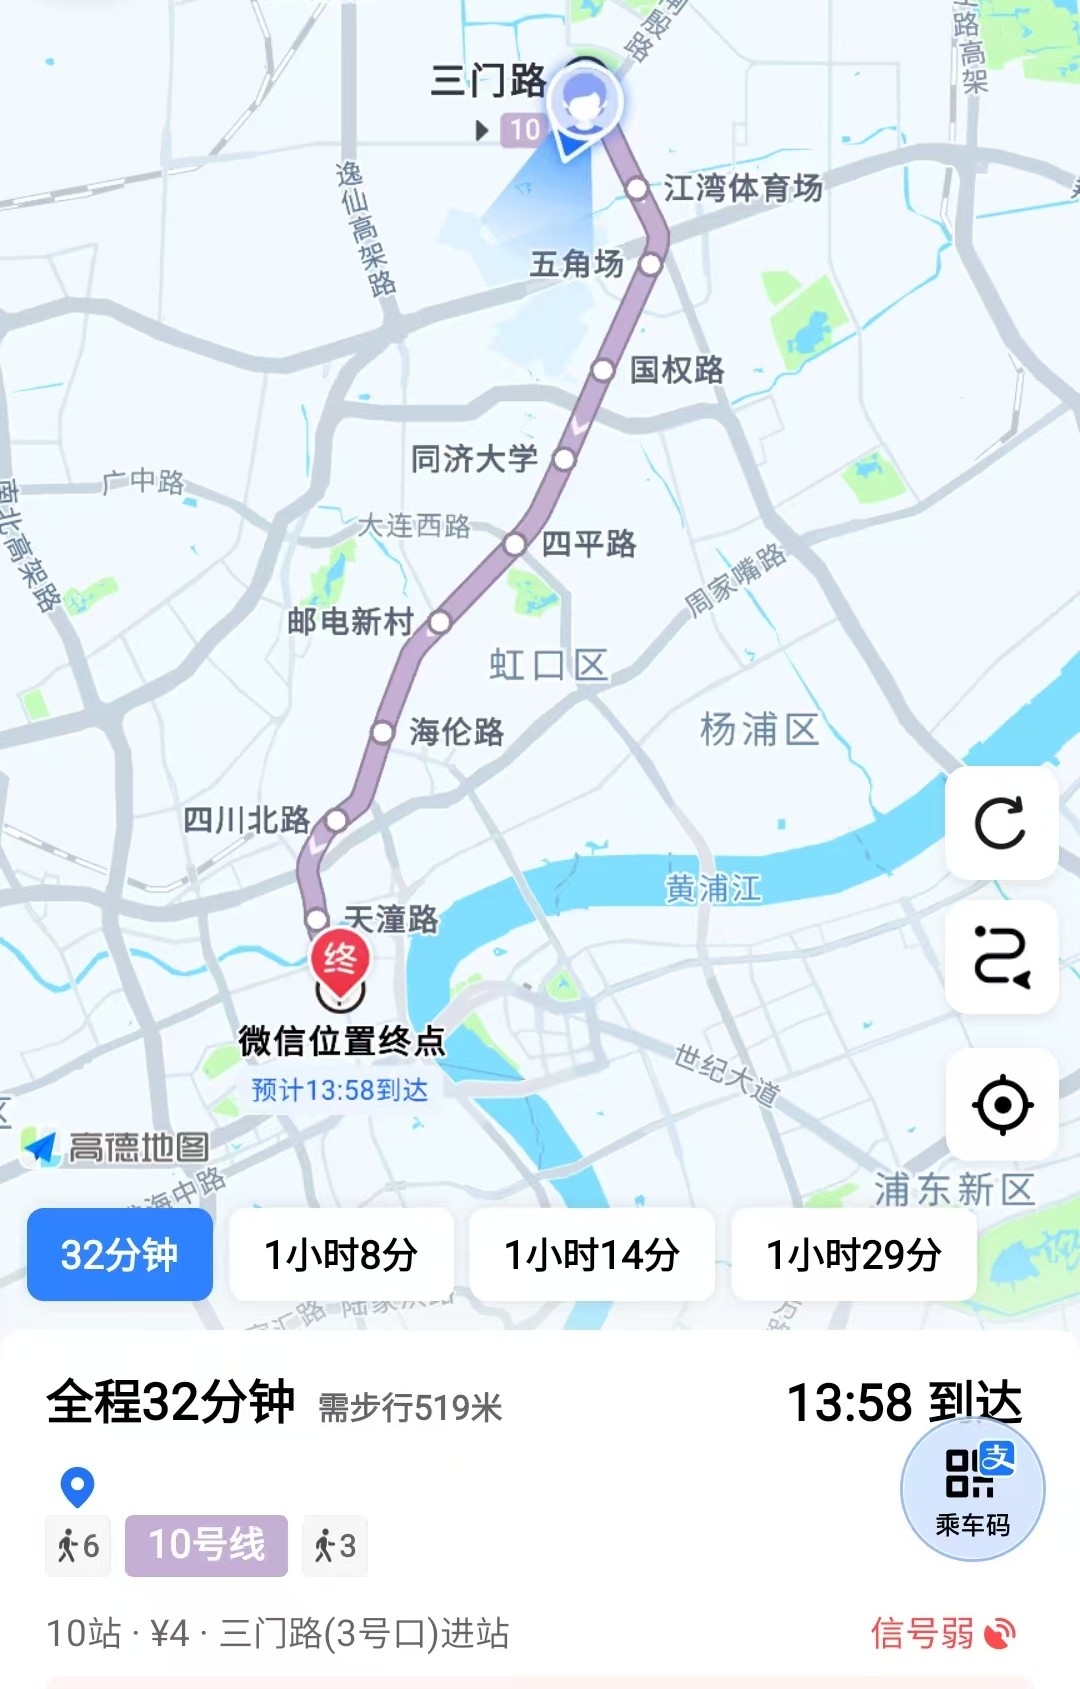 南殷路
三门路
10
江湾体育场
逸仙高架路
五角场
国权路
同济大学
广中路
大连西路
四平路
周家嘴路
邮电新村
虹口区
海伦路
杨浦区
四川北路
黄浦江
天潼路
终
微信位置终点
预计13:58到达
世纪大道
高德地图
浦东新区
海中路
32分钟
1小时8分
1小时14分
1小时29分
全程32分钟 需步行519米
13:58 到达
支
乘车码
6
10号线
3
10站 · ¥4 · 三门路(3号口)进站
信号弱